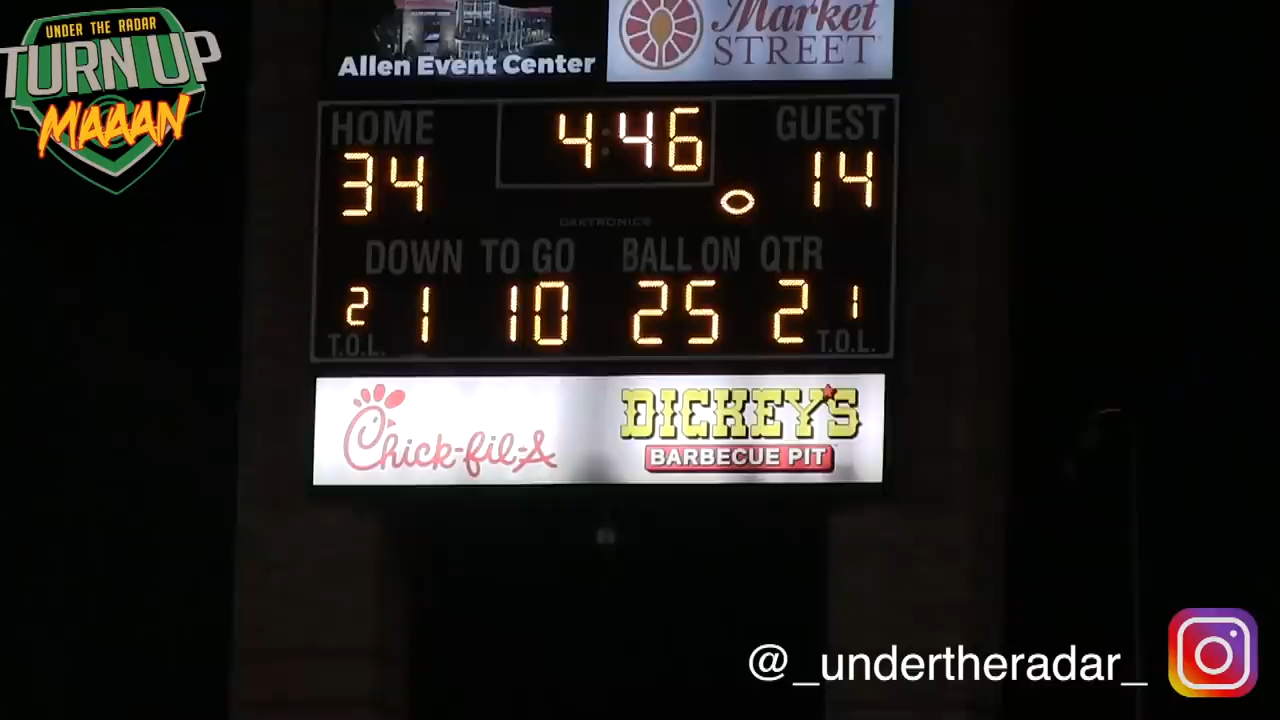 UNDER THE RADAR
TURN UP
MAAAN
Allen Event Center
Market
STREET
HOME 4:46 GUEST
34 14
DAKTRONICS
DOWN TO GO BALL ON QTR
2 1 10 25 2 1
T.O.L. T.O.L.
Chick-fil-A
DICKEY'S
BARBECUE PIT
@_undertheradar_